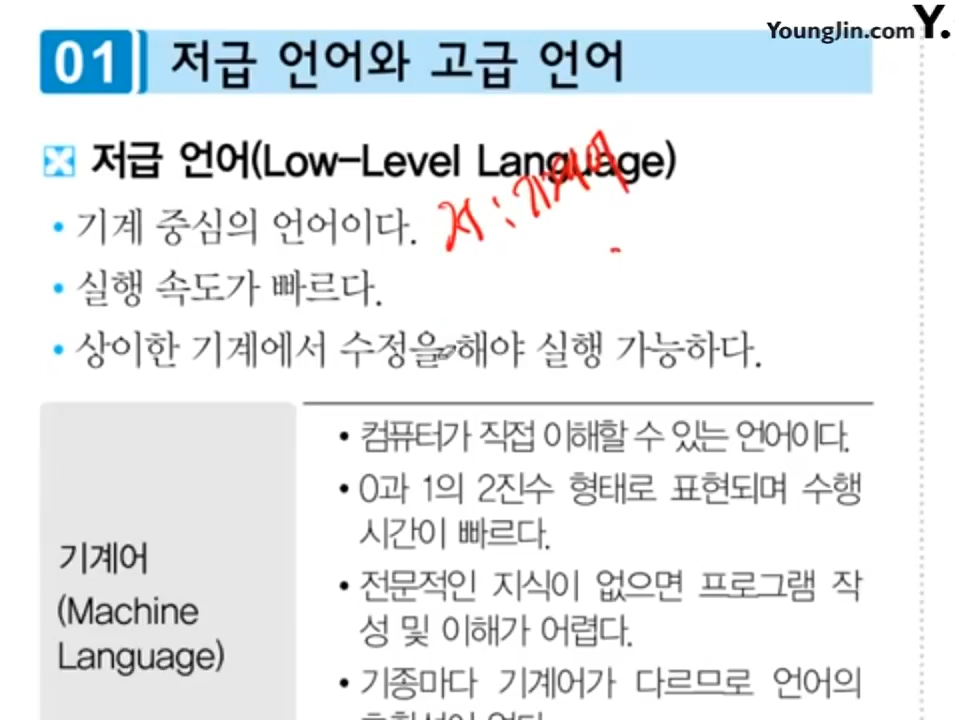 YoungJin.com Y.
01 저급 언어와 고급 언어
저급 언어(Low-Level Language)
• 기계 중심의 언어이다.
저 : 기계어
• 실행 속도가 빠르다.
• 상이한 기계에서 수정을 해야 실행 가능하다.
기계어
(Machine
Language)
• 컴퓨터가 직접 이해할 수 있는 언어이다.
• 0과 1의 2진수 형태로 표현되며 수행
시간이 빠르다.
• 전문적인 지식이 없으면 프로그램 작
성 및 이해가 어렵다.
• 기종마다 기계어가 다르므로 언어의